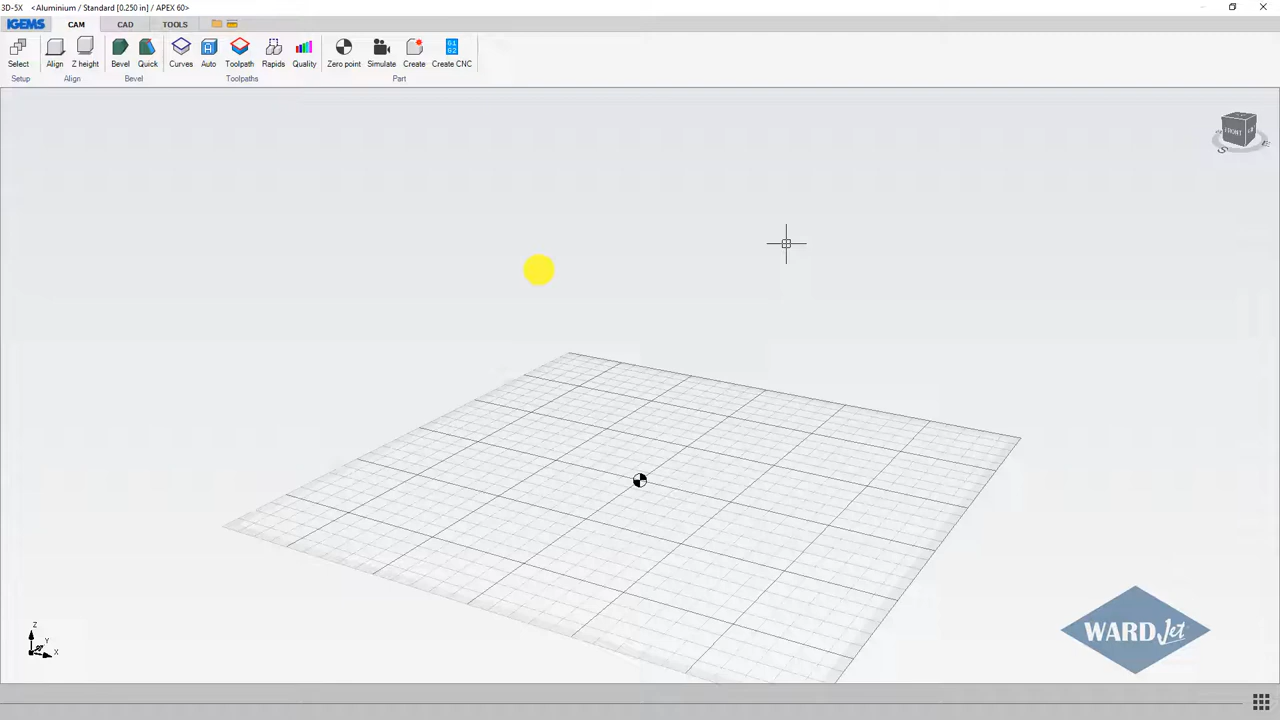 3D-5X <Aluminium / Standard [0.250 in] / APEX 60>
IGEMS CAM CAD TOOLS
Select Align Z height Bevel Quick Curves Auto Toolpath Rapids Quality Zero point Simulate Create Create CNC
Setup Align Bevel Toolpaths Part
FRONT
S
E
WARDJet
Z
Y
X